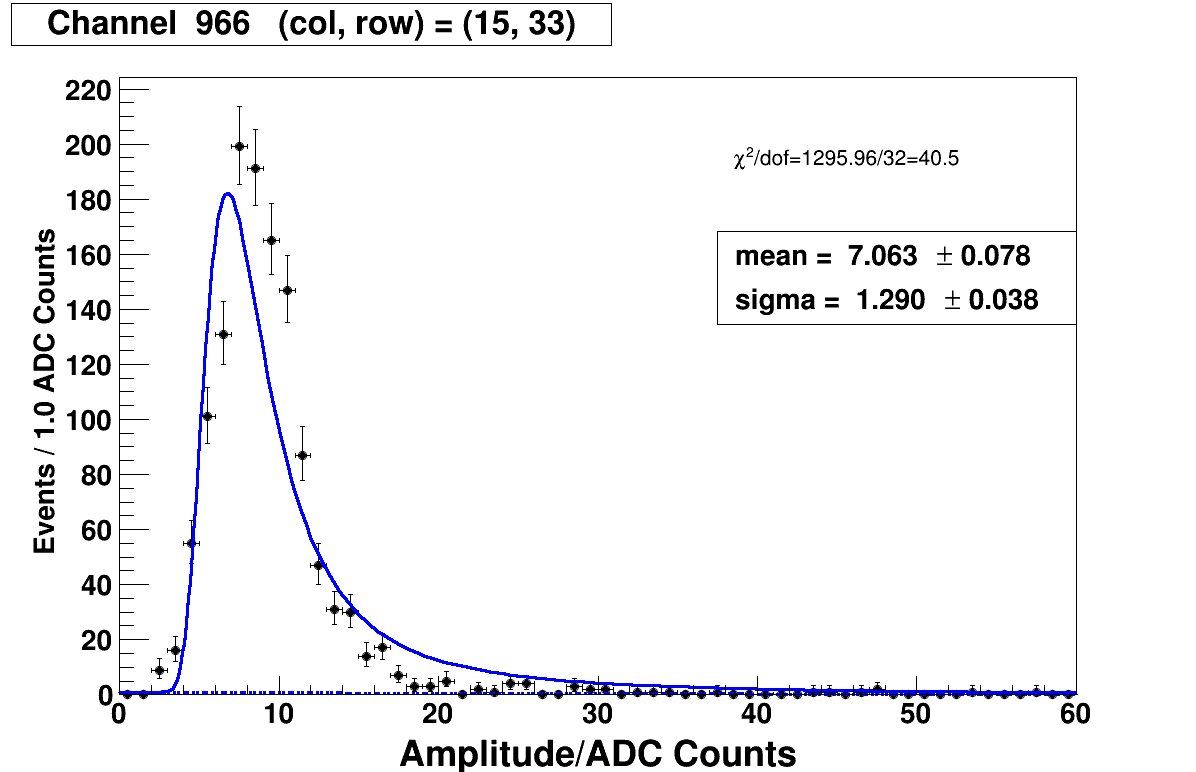 Channel 966 (col, row) = (15, 33)
220
200
180
160
140
120
100
80
60
40
20
0
Events / 1.0 ADC Counts
χ²/dof=1295.96/32=40.5
mean = 7.063 ± 0.078
sigma = 1.290 ± 0.038
0 10 20 30 40 50 60
Amplitude/ADC Counts